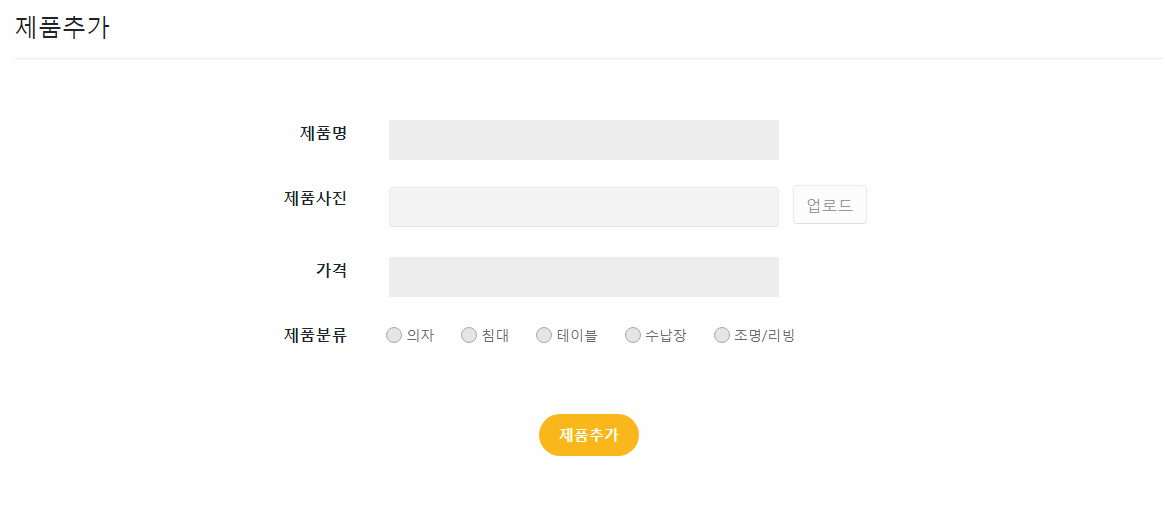 제품추가
제품명
제품사진 업로드
가격
제품분류 의자 침대 테이블 수납장 조명/리빙
제품추가